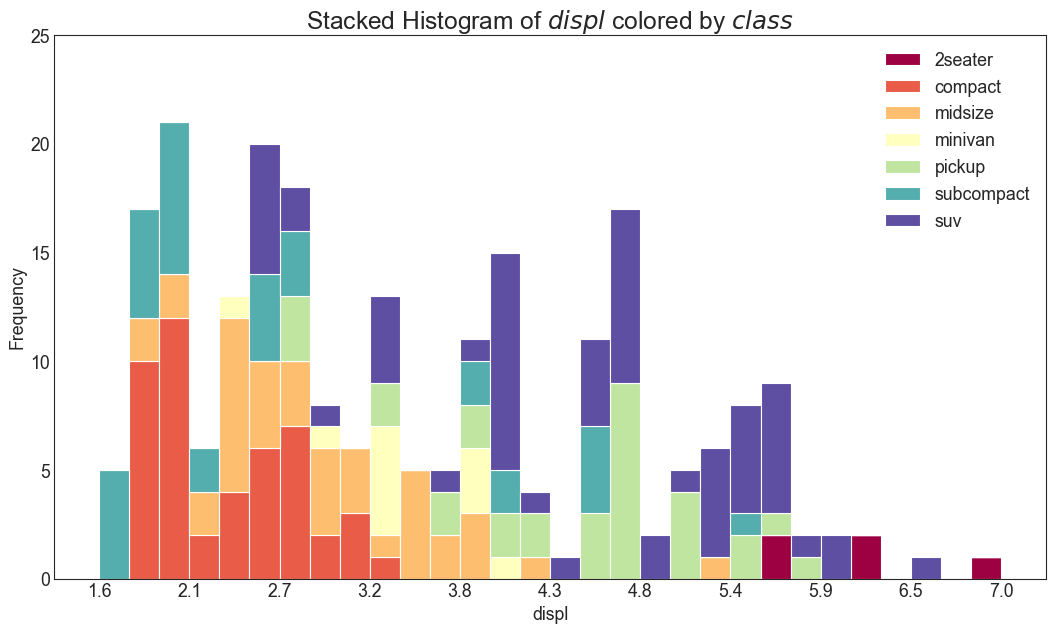 Stacked Histogram of displ colored by class
25
20
15
10
5
0
Frequency
2seater
compact
midsize
minivan
pickup
subcompact
suv
1.6 2.1 2.7 3.2 3.8 4.3 4.8 5.4 5.9 6.5 7.0
displ